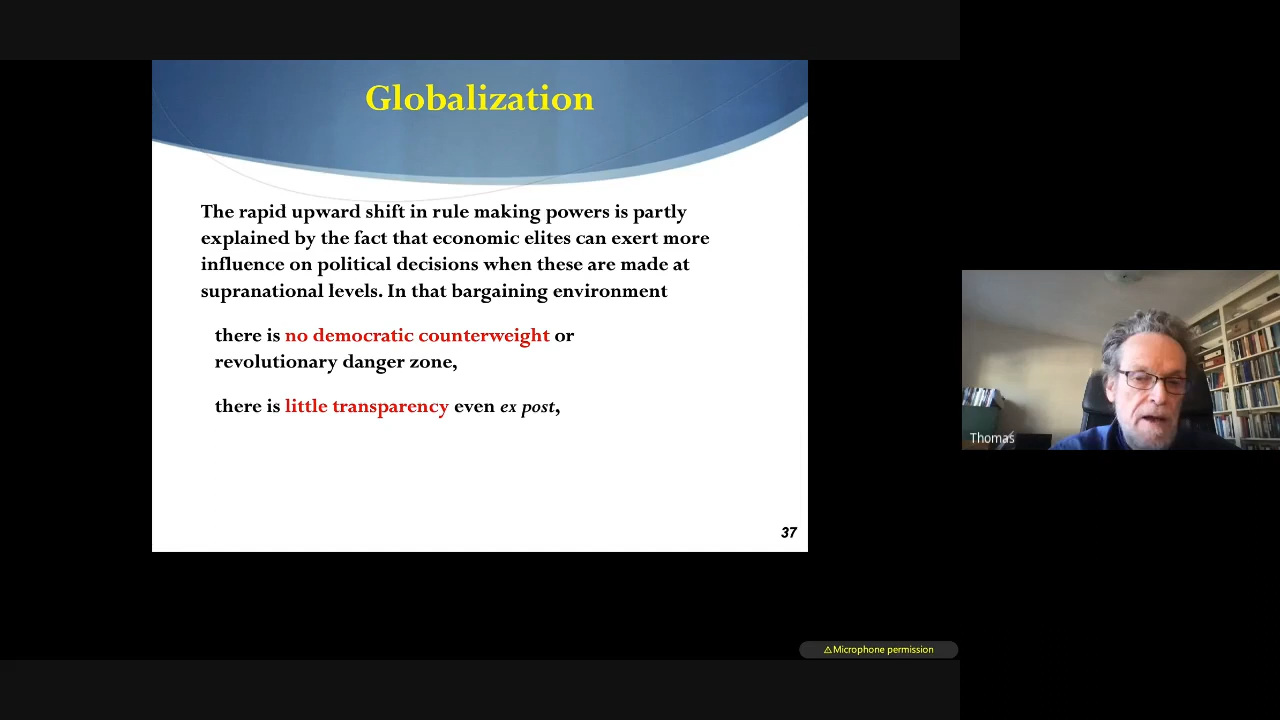 Globalization
The rapid upward shift in rule making powers is partly
explained by the fact that economic elites can exert more
influence on political decisions when these are made at
supranational levels. In that bargaining environment
there is no democratic counterweight or
revolutionary danger zone,
there is little transparency even ex post,
37
Thomas
⚠Microphone permission